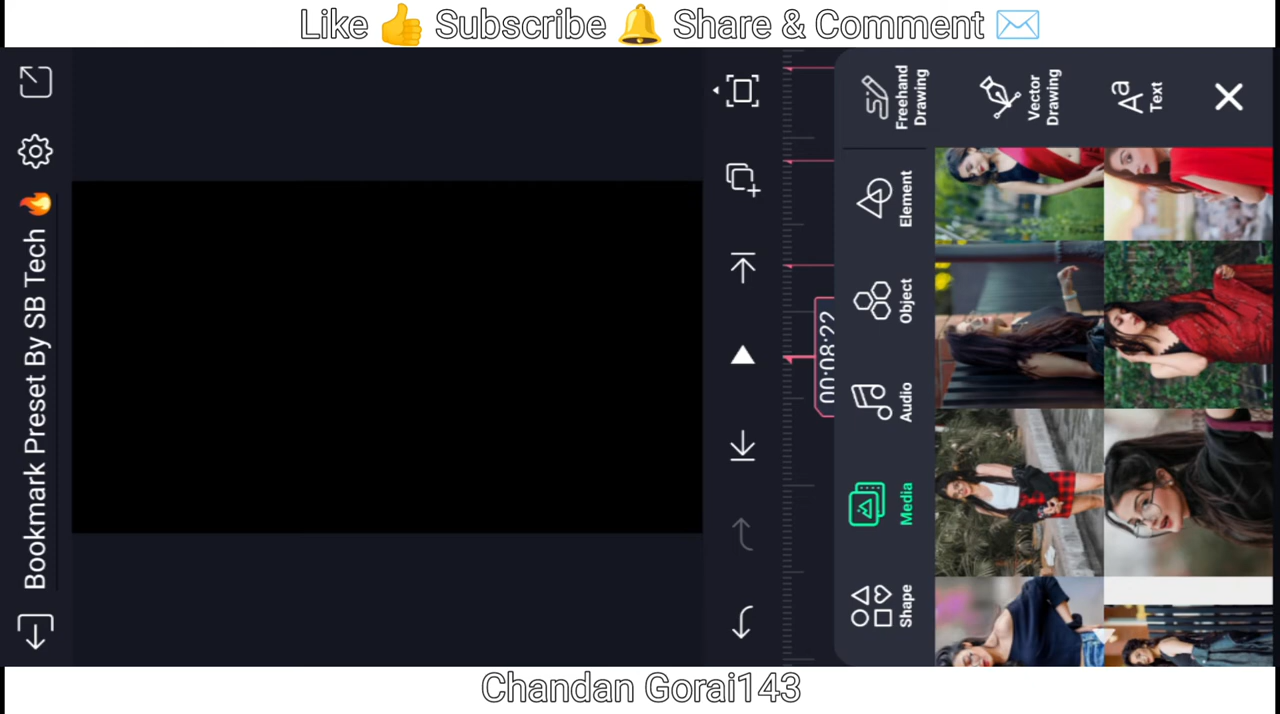 Like 👍 Subscribe 🔔 Share & Comment ✉️
Bookmark Preset By SB Tech 🔥
00:08:22
Shape
Media
Audio
Object
Element
Freehand
Drawing
Vector
Drawing
Aa
Text
Chandan Gorai143